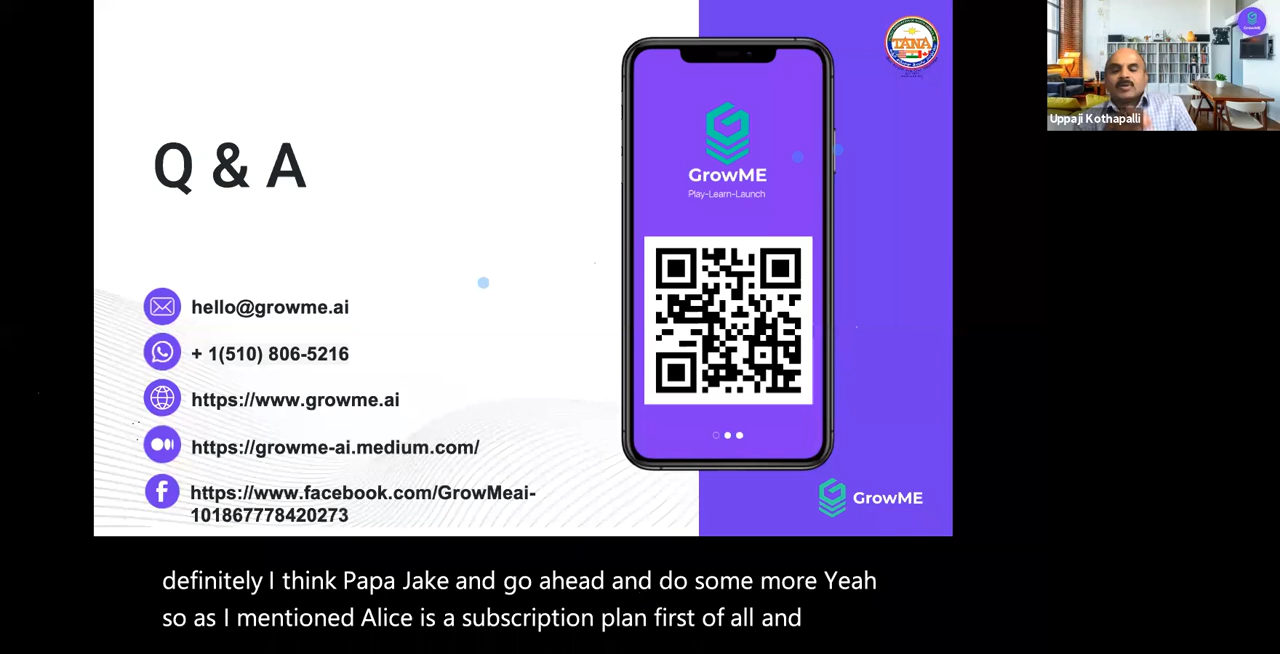 TANA
GrowME
Uppaji Kothapalli
Q & A
GrowME
Play-Learn-Launch
hello@growme.ai
+ 1(510) 806-5216
https://www.growme.ai
https://growme-ai.medium.com/
https://www.facebook.com/GrowMeai-
101867778420273
GrowME
definitely I think Papa Jake and go ahead and do some more Yeah
so as I mentioned Alice is a subscription plan first of all and